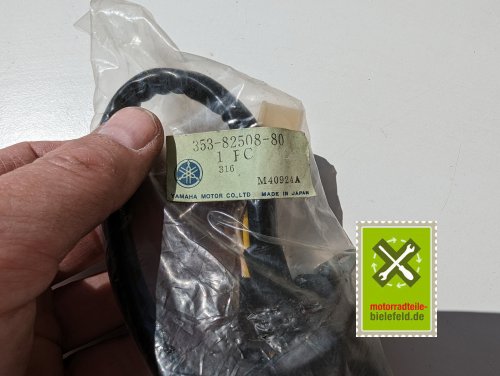 353-82508-80
1 FC
316
M40924A
YAMAHA MOTOR CO., LTD MADE IN JAPAN
motorradteile-
bielefeld.de